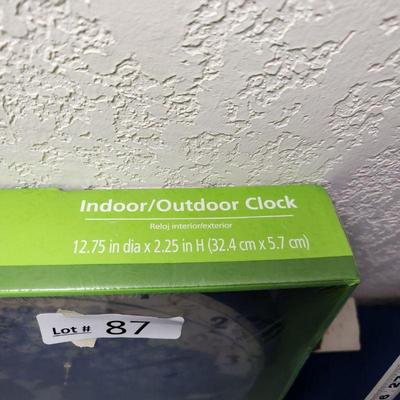 Indoor/Outdoor Clock
Reloj interior/exterior
12.75 in dia x 2.25 in H (32.4 cm x 5.7 cm)
Lot # 87
2